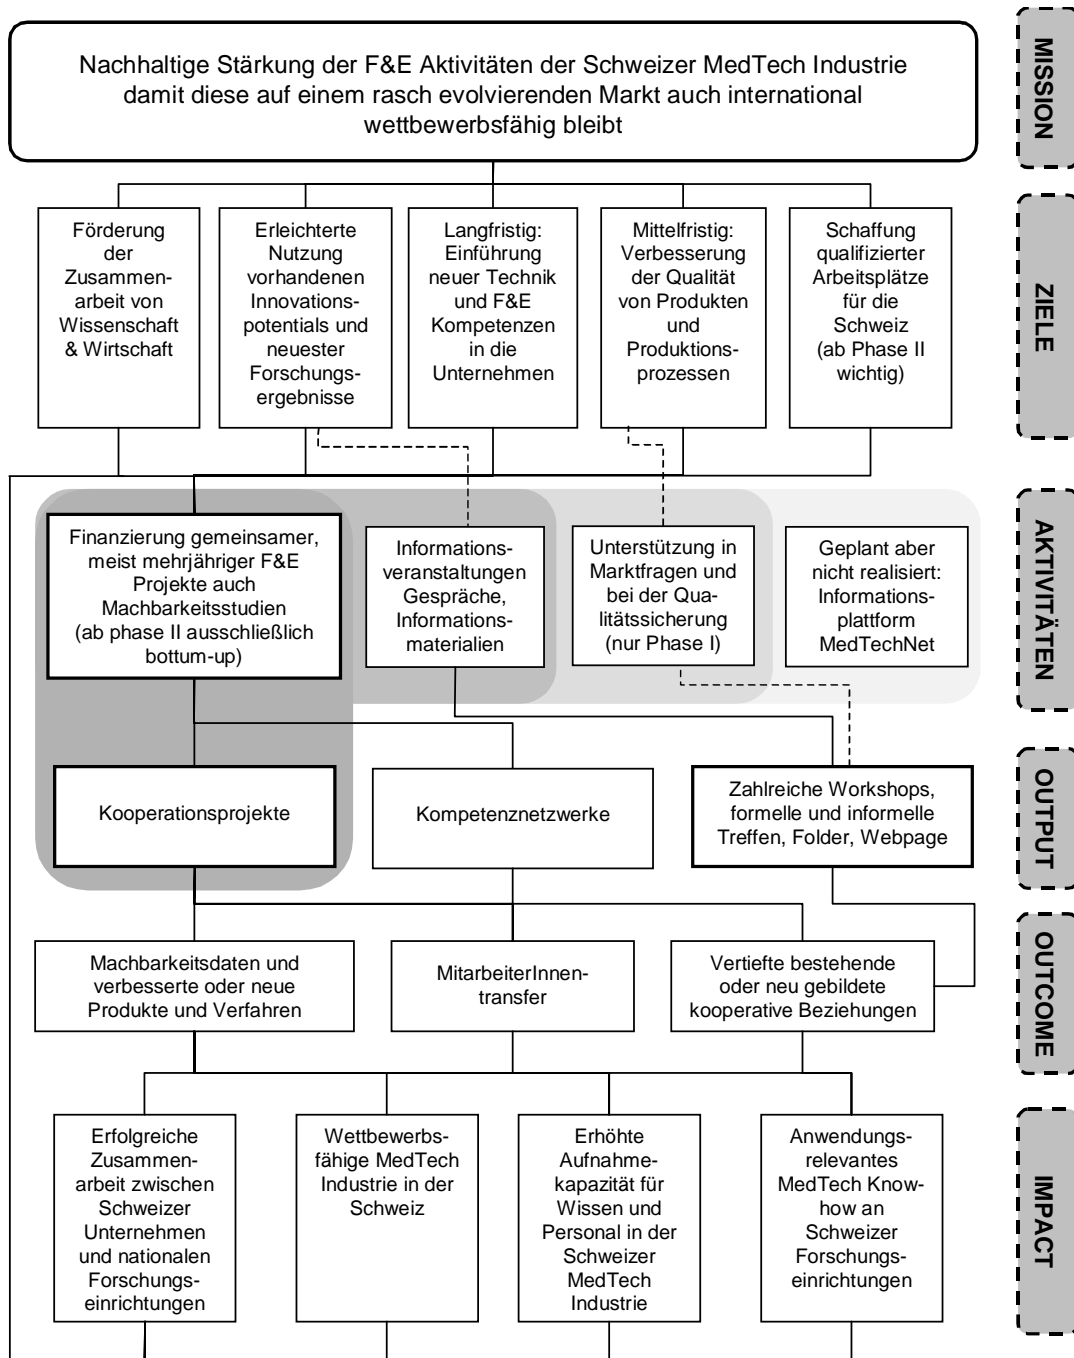 Nachhaltige Stärkung der F&E Aktivitäten der Schweizer MedTech Industrie
damit diese auf einem rasch evolvierenden Markt auch international
wettbewerbsfähig bleibt
MISSION
Förderung
der
Zusammen-
arbeit von
Wissenschaft
& Wirtschaft
Erleichterte
Nutzung
vorhandenen
Innovations-
potentials und
neuester
Forschungs-
ergebnisse
Langfristig:
Einführung
neuer Technik
und F&E
Kompetenzen
in die
Unternehmen
Mittelfristig:
Verbesserung
der Qualität
von Produkten
und
Produktions-
prozessen
Schaffung
qualifizierter
Arbeitsplätze
für die
Schweiz
(ab Phase II
wichtig)
ZIELE
Finanzierung gemeinsamer,
meist mehrjähriger F&E
Projekte auch
Machbarkeitsstudien
(ab phase II ausschließlich
bottum-up)
Informations-
veranstaltungen
Gespräche,
Informations-
materialien
Unterstützung in
Marktfragen und
bei der Qua-
litätssicherung
(nur Phase I)
Geplant aber
nicht realisiert:
Informations-
plattform
MedTechNet
AKTIVITÄTEN
Kooperationsprojekte
Kompetenznetzwerke
Zahlreiche Workshops,
formelle und informelle
Treffen, Folder, Webpage
OUTPUT
Machbarkeitsdaten und
verbesserte oder neue
Produkte und Verfahren
MitarbeiterInnen-
transfer
Vertiefte bestehende
oder neu gebildete
kooperative Beziehungen
OUTCOME
Erfolgreiche
Zusammen-
arbeit zwischen
Schweizer
Unternehmen
und nationalen
Forschungs-
einrichtungen
Wettbewerbs-
fähige MedTech
Industrie in der
Schweiz
Erhöhte
Aufnahme-
kapazität für
Wissen und
Personal in der
Schweizer
MedTech
Industrie
Anwendungs-
relevantes
MedTech Know-
how an
Schweizer
Forschungs-
einrichtungen
IMPACT